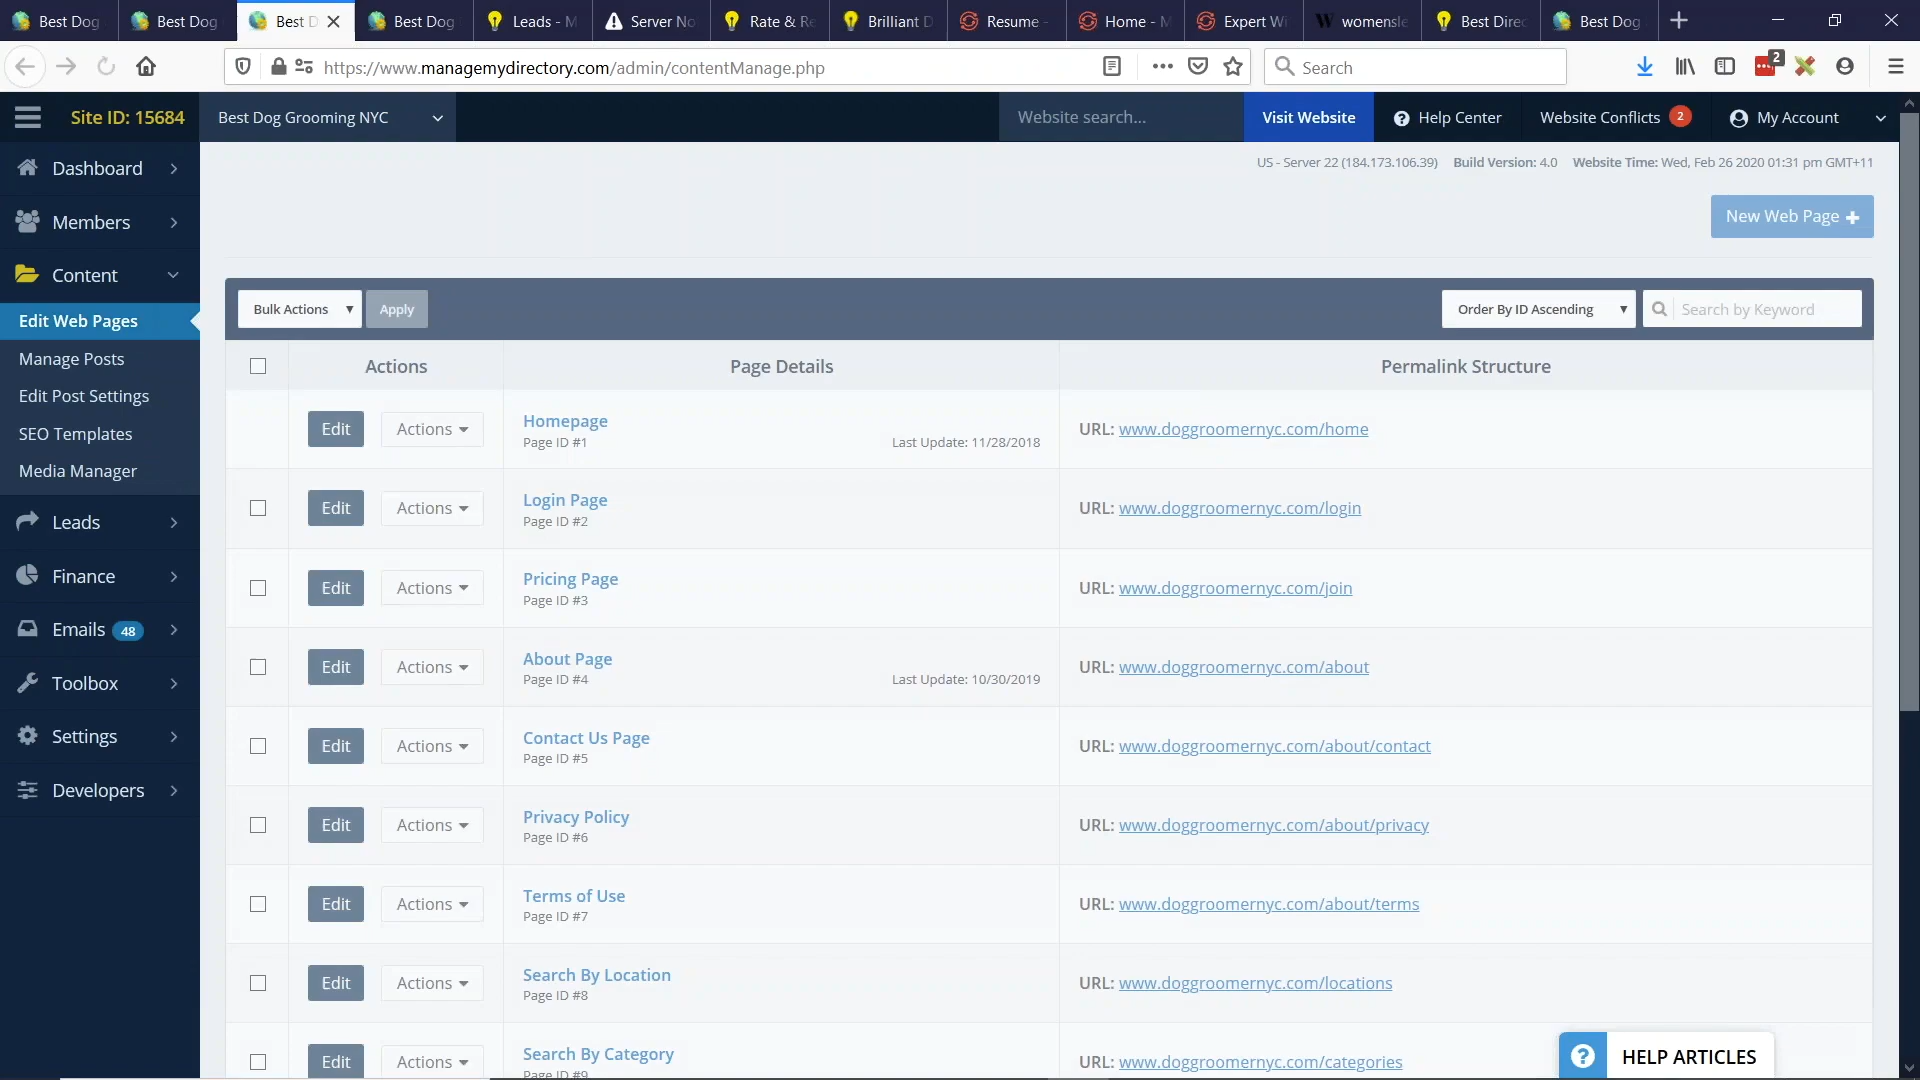 Best Dog
Best Dog
Best D
Best Dog
Leads - M
Server No
Rate & Re
Brilliant D
Resume -
Home - M
Expert Wi
womensle
Best Direc
Best Dog
https://www.managemydirectory.com/admin/contentManage.php
Search
2
Site ID: 15684
Best Dog Grooming NYC
Website search...
Visit Website
Help Center
Website Conflicts 2
My Account
US - Server 22 (184.173.106.39) Build Version: 4.0 Website Time: Wed, Feb 26 2020 01:31 pm GMT+11
Dashboard
Members
Content
Edit Web Pages
Manage Posts
Edit Post Settings
SEO Templates
Media Manager
Leads
Finance
Emails 48
Toolbox
Settings
Developers
New Web Page
Bulk Actions
Apply
Order By ID Ascending
Search by Keyword
Actions
Page Details
Permalink Structure
Edit
Actions
Homepage
Page ID #1
Last Update: 11/28/2018
URL: www.doggroomernyc.com/home
Edit
Actions
Login Page
Page ID #2
URL: www.doggroomernyc.com/login
Edit
Actions
Pricing Page
Page ID #3
URL: www.doggroomernyc.com/join
Edit
Actions
About Page
Page ID #4
Last Update: 10/30/2019
URL: www.doggroomernyc.com/about
Edit
Actions
Contact Us Page
Page ID #5
URL: www.doggroomernyc.com/about/contact
Edit
Actions
Privacy Policy
Page ID #6
URL: www.doggroomernyc.com/about/privacy
Edit
Actions
Terms of Use
Page ID #7
URL: www.doggroomernyc.com/about/terms
Edit
Actions
Search By Location
Page ID #8
URL: www.doggroomernyc.com/locations
Edit
Actions
Search By Category
Page ID #9
URL: www.doggroomernyc.com/categories
HELP ARTICLES